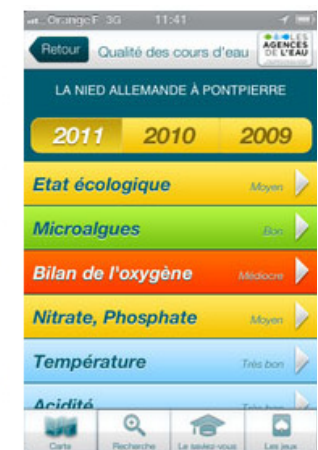 Orange F 3G 11:41
Retour Qualité des cours d'eau LES AGENCES DE L'EAU
LA NIED ALLEMANDE À PONTPIERRE
2011 2010 2009
Etat écologique Moyen
Microalgues Bon
Bilan de l'oxygène Médiocre
Nitrate, Phosphate Moyen
Température Très bon
Acidité Très bon
Carte Recherche Le saviez-vous Les jeux